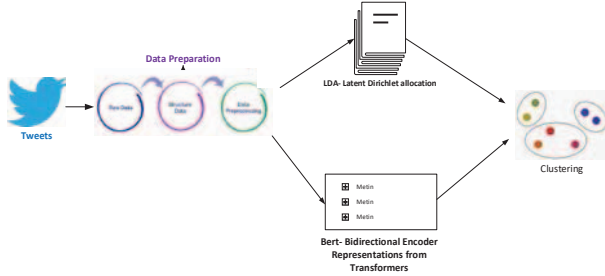 Data Preparation
Tweets
Raw Data
Structure
Data
Data
Preprocessing
LDA- Latent Dirichlet allocation
Metin
Metin
Metin
Bert- Bidirectional Encoder
Representations from
Transformers
Clustering